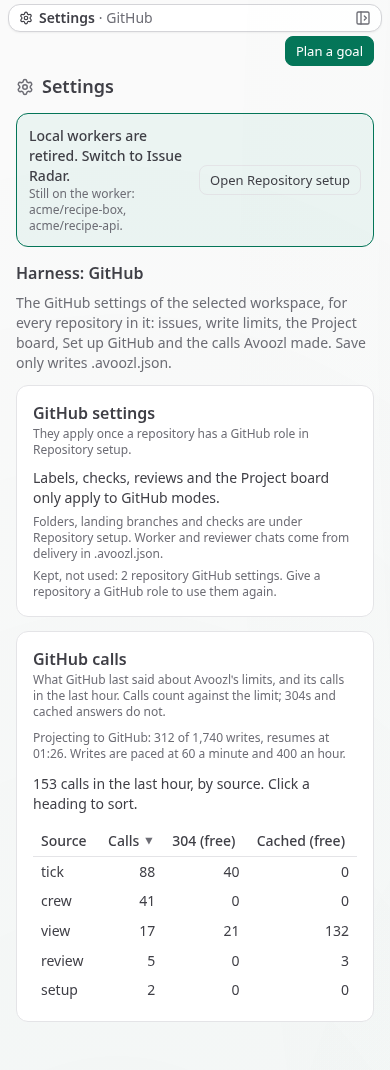 Settings · GitHub
Plan a goal
Settings
Local workers are
retired. Switch to Issue
Radar.
Still on the worker:
acme/recipe-box,
acme/recipe-api.
Open Repository setup
Harness: GitHub
The GitHub settings of the selected workspace, for
every repository in it: issues, write limits, the Project
board, Set up GitHub and the calls Avoozl made. Save
only writes .avoozl.json.
GitHub settings
They apply once a repository has a GitHub role in
Repository setup.
Labels, checks, reviews and the Project board
only apply to GitHub modes.
Folders, landing branches and checks are under
Repository setup. Worker and reviewer chats come from
delivery in .avoozl.json.
Kept, not used: 2 repository GitHub settings. Give a
repository a GitHub role to use them again.
GitHub calls
What GitHub last said about Avoozl's limits, and its calls
in the last hour. Calls count against the limit; 304s and
cached answers do not.
Projecting to GitHub: 312 of 1,740 writes, resumes at
01:26. Writes are paced at 60 a minute and 400 an hour.
153 calls in the last hour, by source. Click a
heading to sort.
Source Calls ▼ 304 (free) Cached (free)
tick 88 40 0
crew 41 0 0
view 17 21 132
review 5 0 3
setup 2 0 0